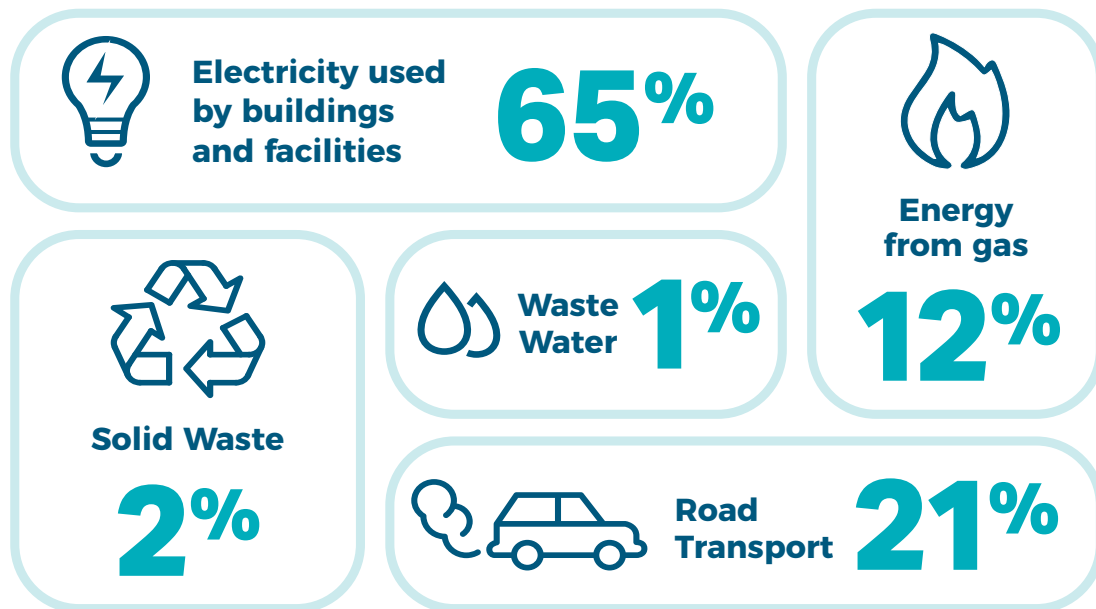 Electricity used
by buildings
and facilities
65%
Energy
from gas
12%
Solid Waste
2%
Waste
Water
1%
Road
Transport
21%